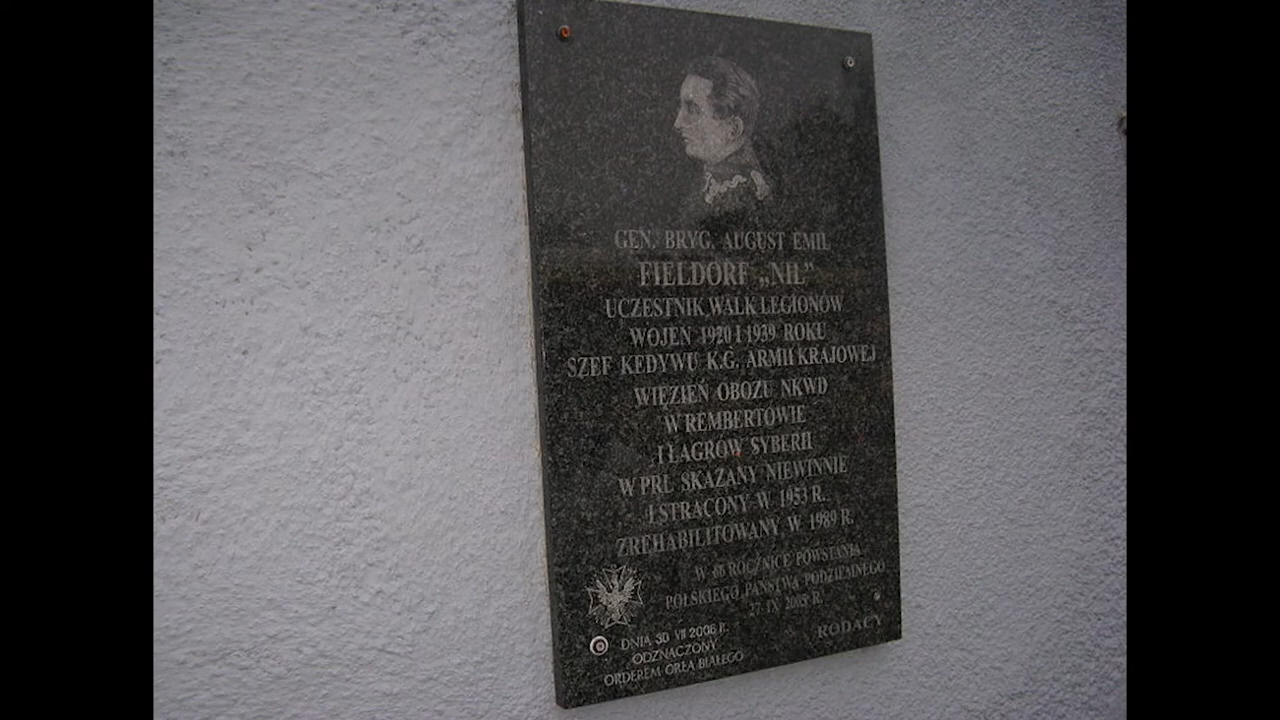 GEN. BRYG. AUGUST EMIL
FIELDORF „NIL”
UCZESTNIK WALK LEGIONÓW
WOJEN 1920 I 1939 ROKU
SZEF KEDYWU K.G. ARMII KRAJOWEJ
WIĘZIEŃ OBOZU NKWD
W REMBERTOWIE
I ŁAGRÓW SYBERII
W PRL SKAZANY NIEWINNIE
I STRACONY W 1953 R.
ZREHABILITOWANY W 1989 R.
W ROCZNICĘ POWSTANIA
POLSKIEGO PAŃSTWA PODZIEMNEGO
27 IX R.
RODACY
DNIA 30 VII 2006 R.
ODZNACZONY
ORDEREM ORŁA BIAŁEGO